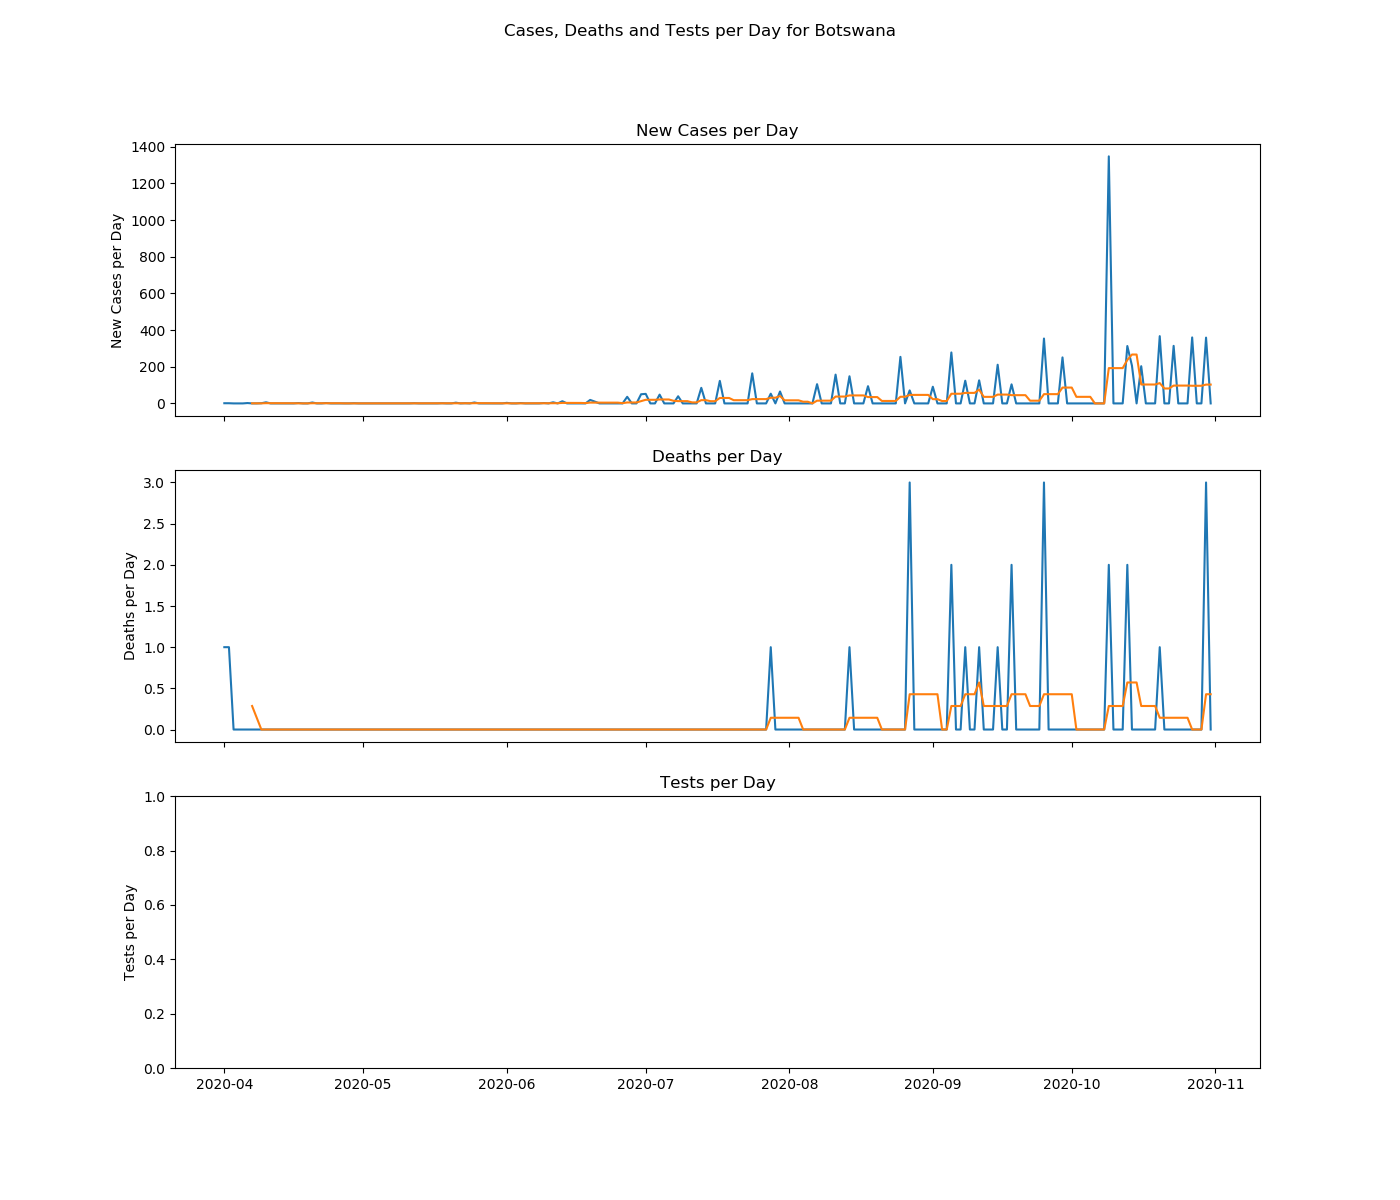 Cases, Deaths and Tests per Day for Botswana
New Cases per Day
New Cases per Day
1400
1200
1000
800
600
400
200
0
Deaths per Day
Deaths per Day
3.0
2.5
2.0
1.5
1.0
0.5
0.0
Tests per Day
Tests per Day
1.0
0.8
0.6
0.4
0.2
0.0
2020-04 2020-05 2020-06 2020-07 2020-08 2020-09 2020-10 2020-11